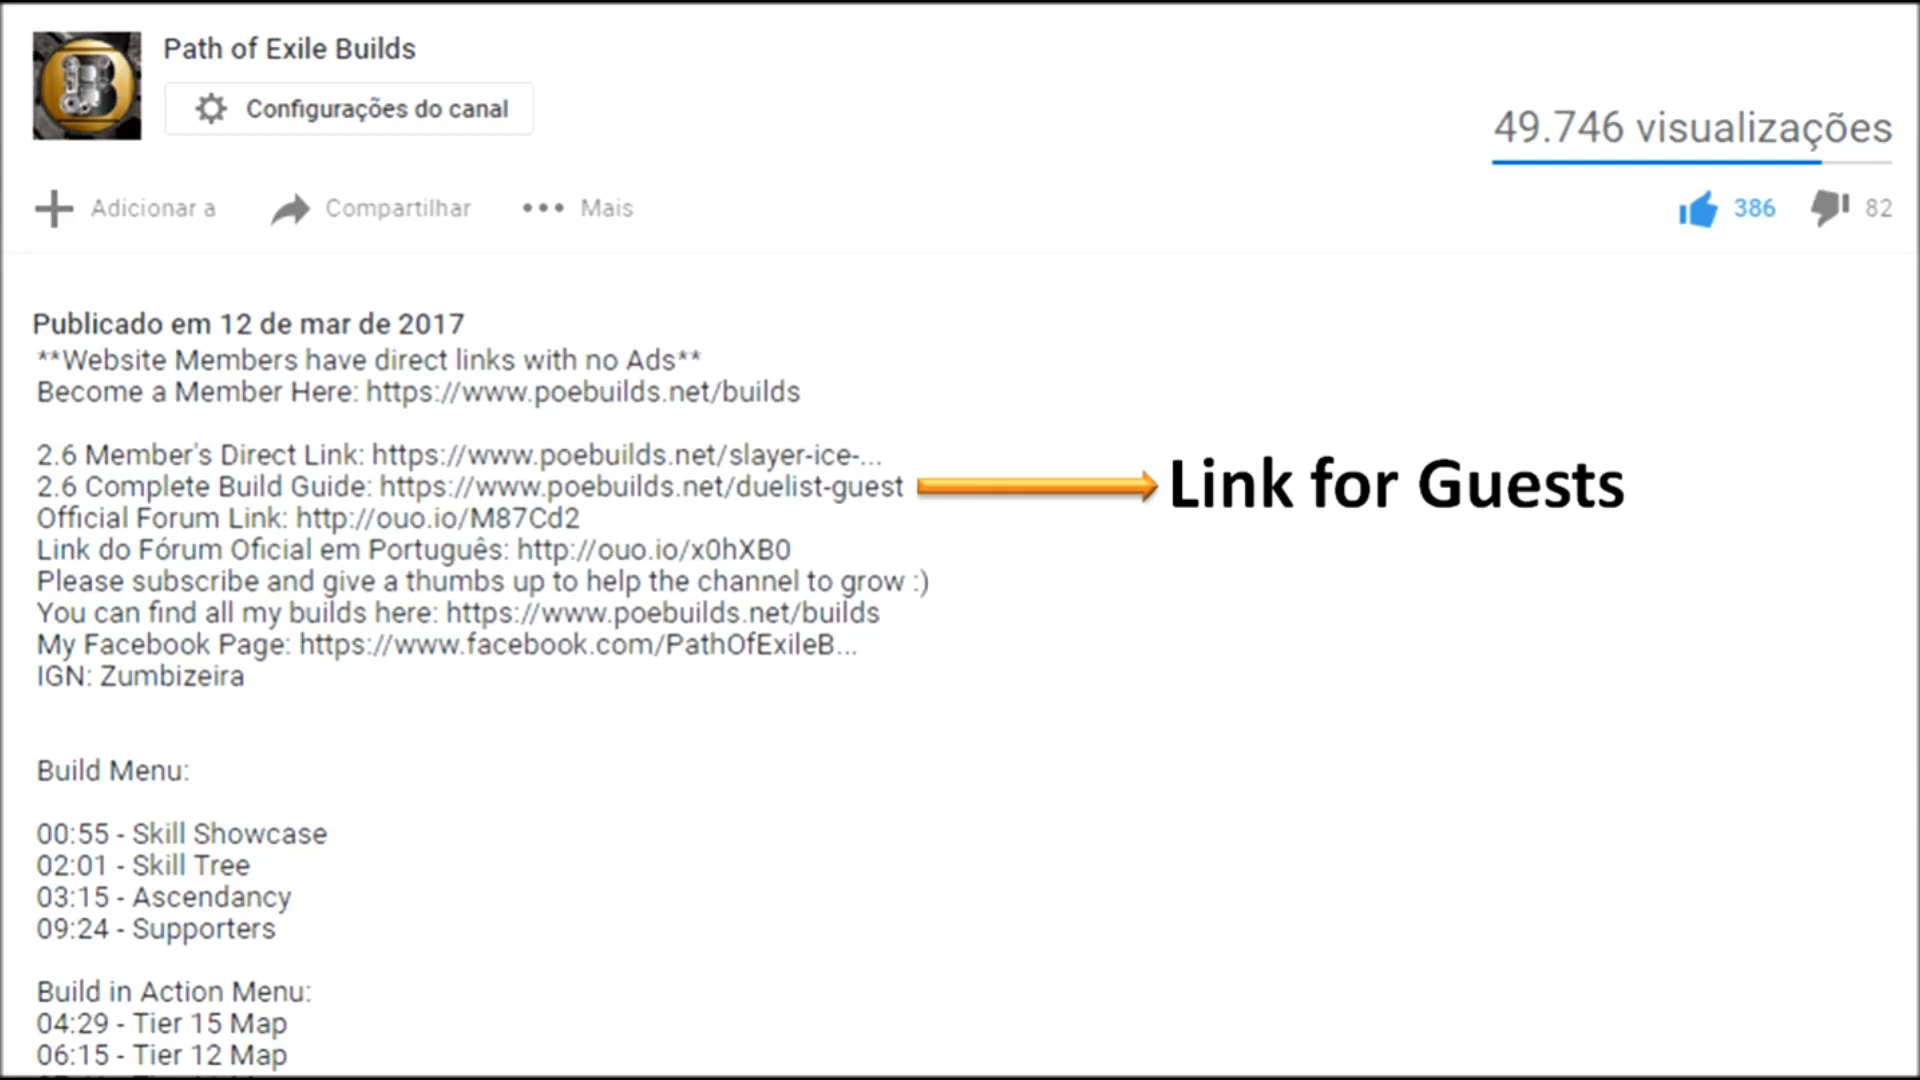 Path of Exile Builds
Configurações do canal
49.746 visualizações
Adicionar a
Compartilhar
Mais
386
82
Publicado em 12 de mar de 2017
**Website Members have direct links with no Ads**
Become a Member Here: https://www.poebuilds.net/builds
2.6 Member's Direct Link: https://www.poebuilds.net/slayer-ice-...
2.6 Complete Build Guide: https://www.poebuilds.net/duelist-guest
Link for Guests
Official Forum Link: http://ouo.io/M87Cd2
Link do Fórum Oficial em Português: http://ouo.io/x0hXB0
Please subscribe and give a thumbs up to help the channel to grow :)
You can find all my builds here: https://www.poebuilds.net/builds
My Facebook Page: https://www.facebook.com/PathOfExileB...
IGN: Zumbizeira
Build Menu:
00:55 - Skill Showcase
02:01 - Skill Tree
03:15 - Ascendancy
09:24 - Supporters
Build in Action Menu:
04:29 - Tier 15 Map
06:15 - Tier 12 Map